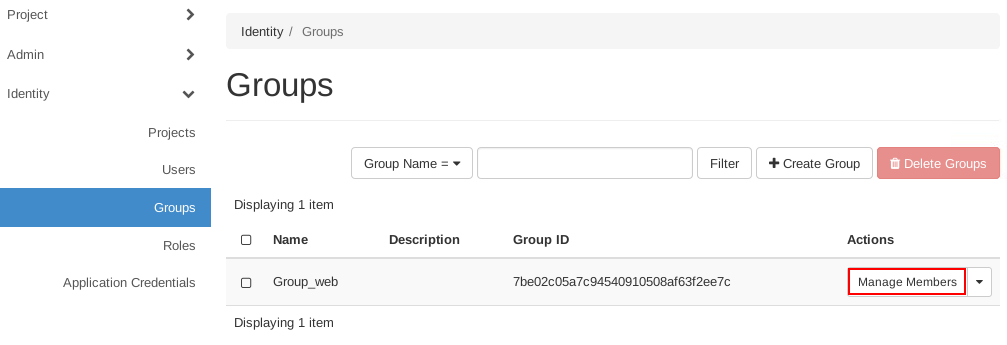 Project
Admin
Identity
Projects
Users
Groups
Roles
Application Credentials
Identity / Groups
Groups
Group Name = Filter Create Group Delete Groups
Displaying 1 item
Name Description Group ID Actions
Group_web 7be02c05a7c94540910508af63f2ee7c Manage Members
Displaying 1 item